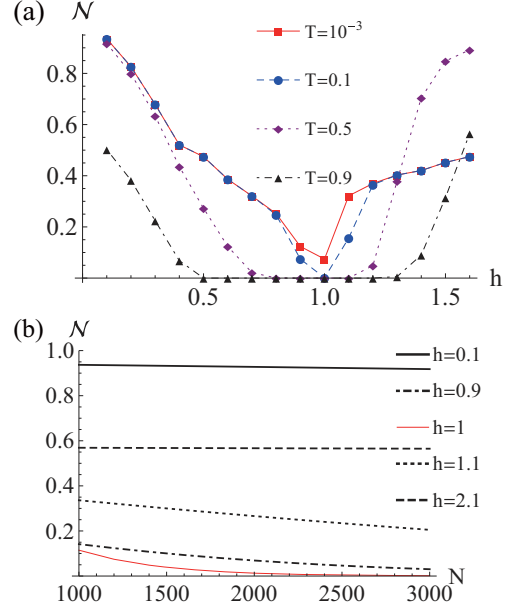 (a)
𝒩
T=10⁻³
T=0.1
T=0.5
T=0.9
0.8
0.6
0.4
0.2
0.5 1.0 1.5 h
(b)
𝒩
1.0
0.8
0.6
0.4
0.2
h=0.1
h=0.9
h=1
h=1.1
h=2.1
1000 1500 2000 2500 3000 N